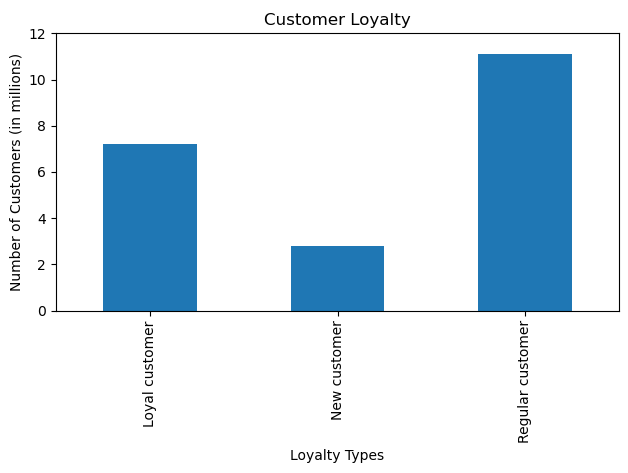 Customer Loyalty
Number of Customers (in millions)
12
10
8
6
4
2
0
Loyal customer
New customer
Regular customer
Loyalty Types